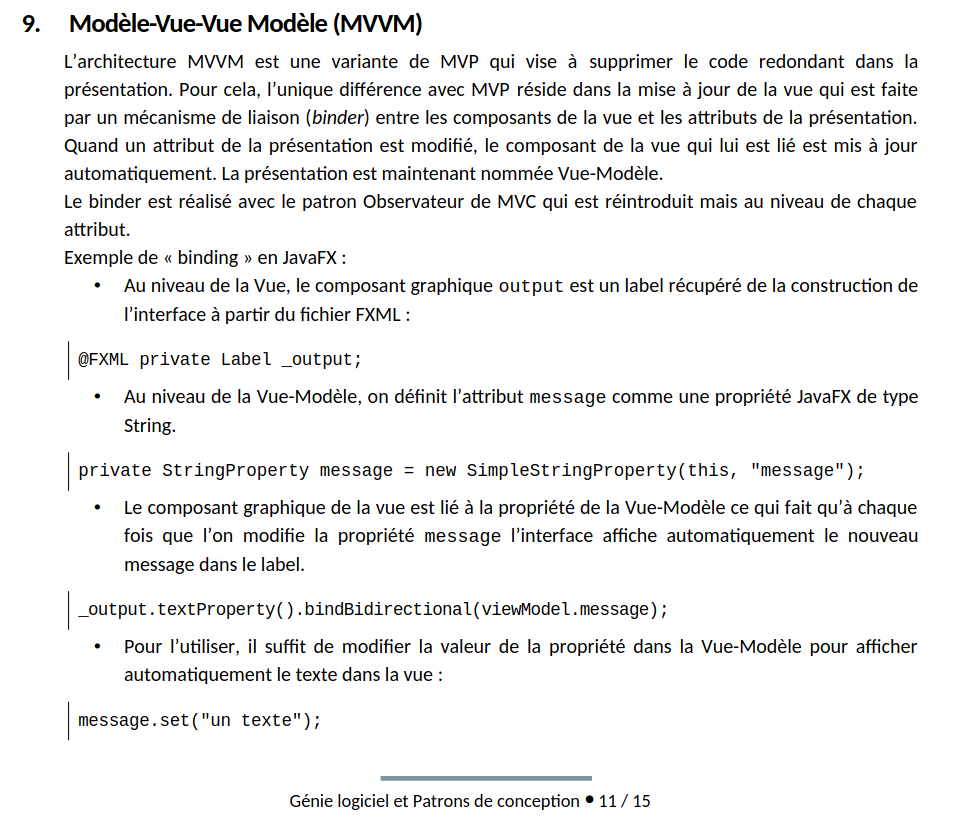 9. Modèle-Vue-Vue Modèle (MVVM)
L’architecture MVVM est une variante de MVP qui vise à supprimer le code redondant dans la
présentation. Pour cela, l’unique différence avec MVP réside dans la mise à jour de la vue qui est faite
par un mécanisme de liaison (binder) entre les composants de la vue et les attributs de la présentation.
Quand un attribut de la présentation est modifié, le composant de la vue qui lui est lié est mis à jour
automatiquement. La présentation est maintenant nommée Vue-Modèle.
Le binder est réalisé avec le patron Observateur de MVC qui est réintroduit mais au niveau de chaque
attribut.
Exemple de « binding » en JavaFX :
• Au niveau de la Vue, le composant graphique output est un label récupéré de la construction de
l’interface à partir du fichier FXML :
@FXML private Label _output;
• Au niveau de la Vue-Modèle, on définit l’attribut message comme une propriété JavaFX de type
String.
private StringProperty message = new SimpleStringProperty(this, "message");
• Le composant graphique de la vue est lié à la propriété de la Vue-Modèle ce qui fait qu’à chaque
fois que l’on modifie la propriété message l’interface affiche automatiquement le nouveau
message dans le label.
_output.textProperty().bindBidirectional(viewModel.message);
• Pour l’utiliser, il suffit de modifier la valeur de la propriété dans la Vue-Modèle pour afficher
automatiquement le texte dans la vue :
message.set("un texte");
Génie logiciel et Patrons de conception • 11 / 15